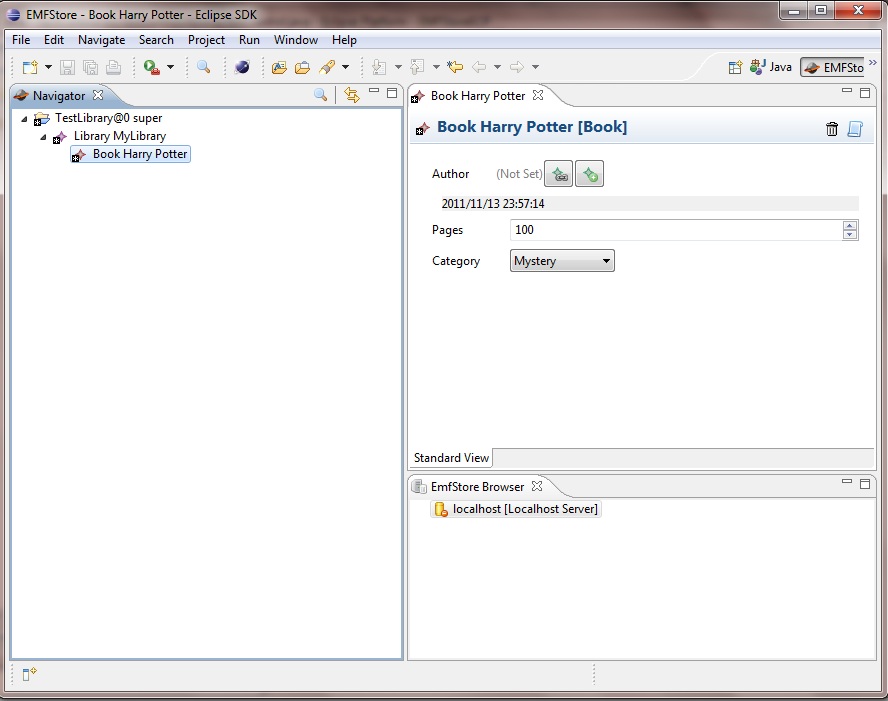 EMFStore - Book Harry Potter - Eclipse SDK
File Edit Navigate Search Project Run Window Help
Java EMFSto »
Navigator
TestLibrary@0 super
Library MyLibrary
Book Harry Potter
Book Harry Potter
Book Harry Potter [Book]
Author (Not Set)
2011/11/13 23:57:14
Pages 100
Category Mystery
Standard View
EmfStore Browser
localhost [Localhost Server]